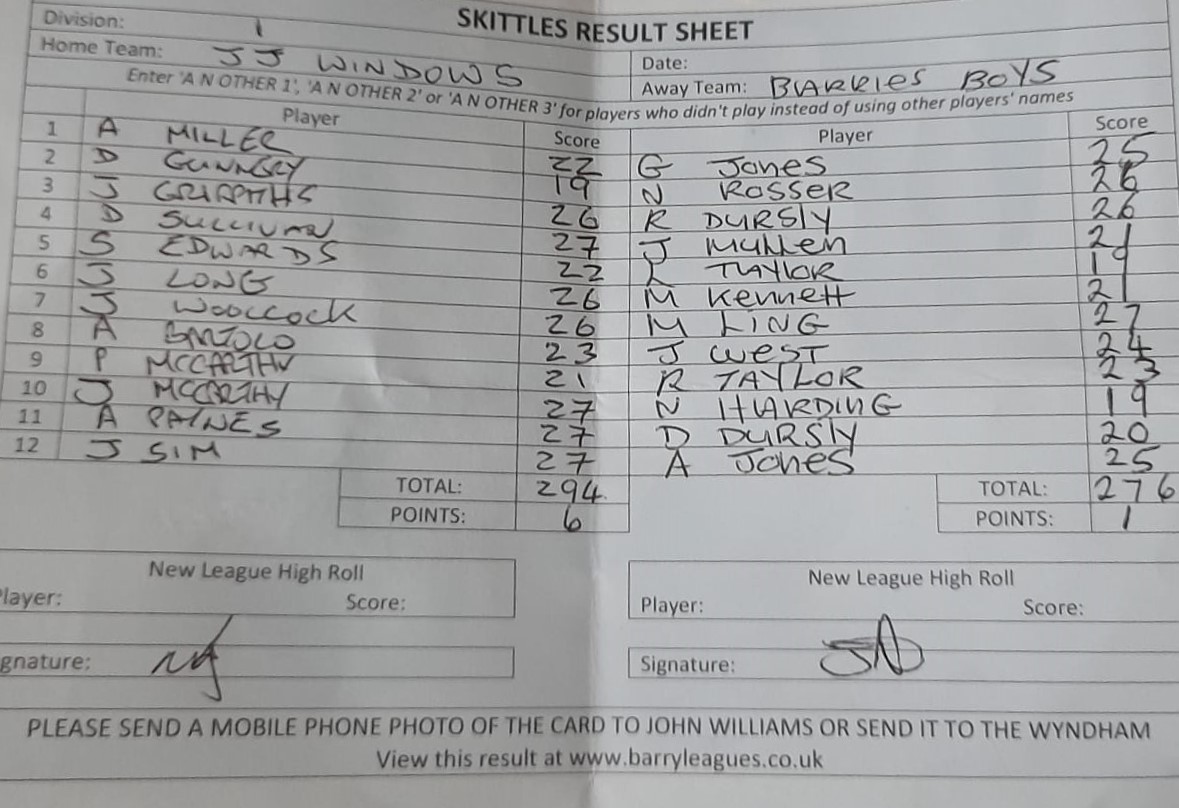 SKITTLES RESULT SHEET
Division: 1
Home Team: JJ WINDOWS Date:
Away Team: BARRIES BOYS
Enter 'A N OTHER 1', 'A N OTHER 2' or 'A N OTHER 3' for players who didn't play instead of using other players' names
Player Score Player Score
1 A MILLER 22 G Jones 25
2 D 19 N ROSSER 26
3 J GRIFFITHS 26 R DURSLY 26
4 D SULLIVAN 27 J Mullen 21
5 S EDWARDS 22 L TAYLOR 19
6 J LONG 26 M Kennett 21
7 J WOOLCOCK 26 M LING 27
8 A BARTOLO 23 J WEST 24
9 P MCCARTHY 21 R TAYLOR 23
10 J MCCARTHY 27 N HARDING 19
11 A PAYNES 27 D DURSLY 20
12 J SIM 27 A Jones 25
TOTAL: 294 TOTAL: 276
POINTS: 6 POINTS: 1
New League High Roll New League High Roll
layer: Score: Player: Score:
gnature: Signature:
PLEASE SEND A MOBILE PHONE PHOTO OF THE CARD TO JOHN WILLIAMS OR SEND IT TO THE WYNDHAM
View this result at www.barryleagues.co.uk